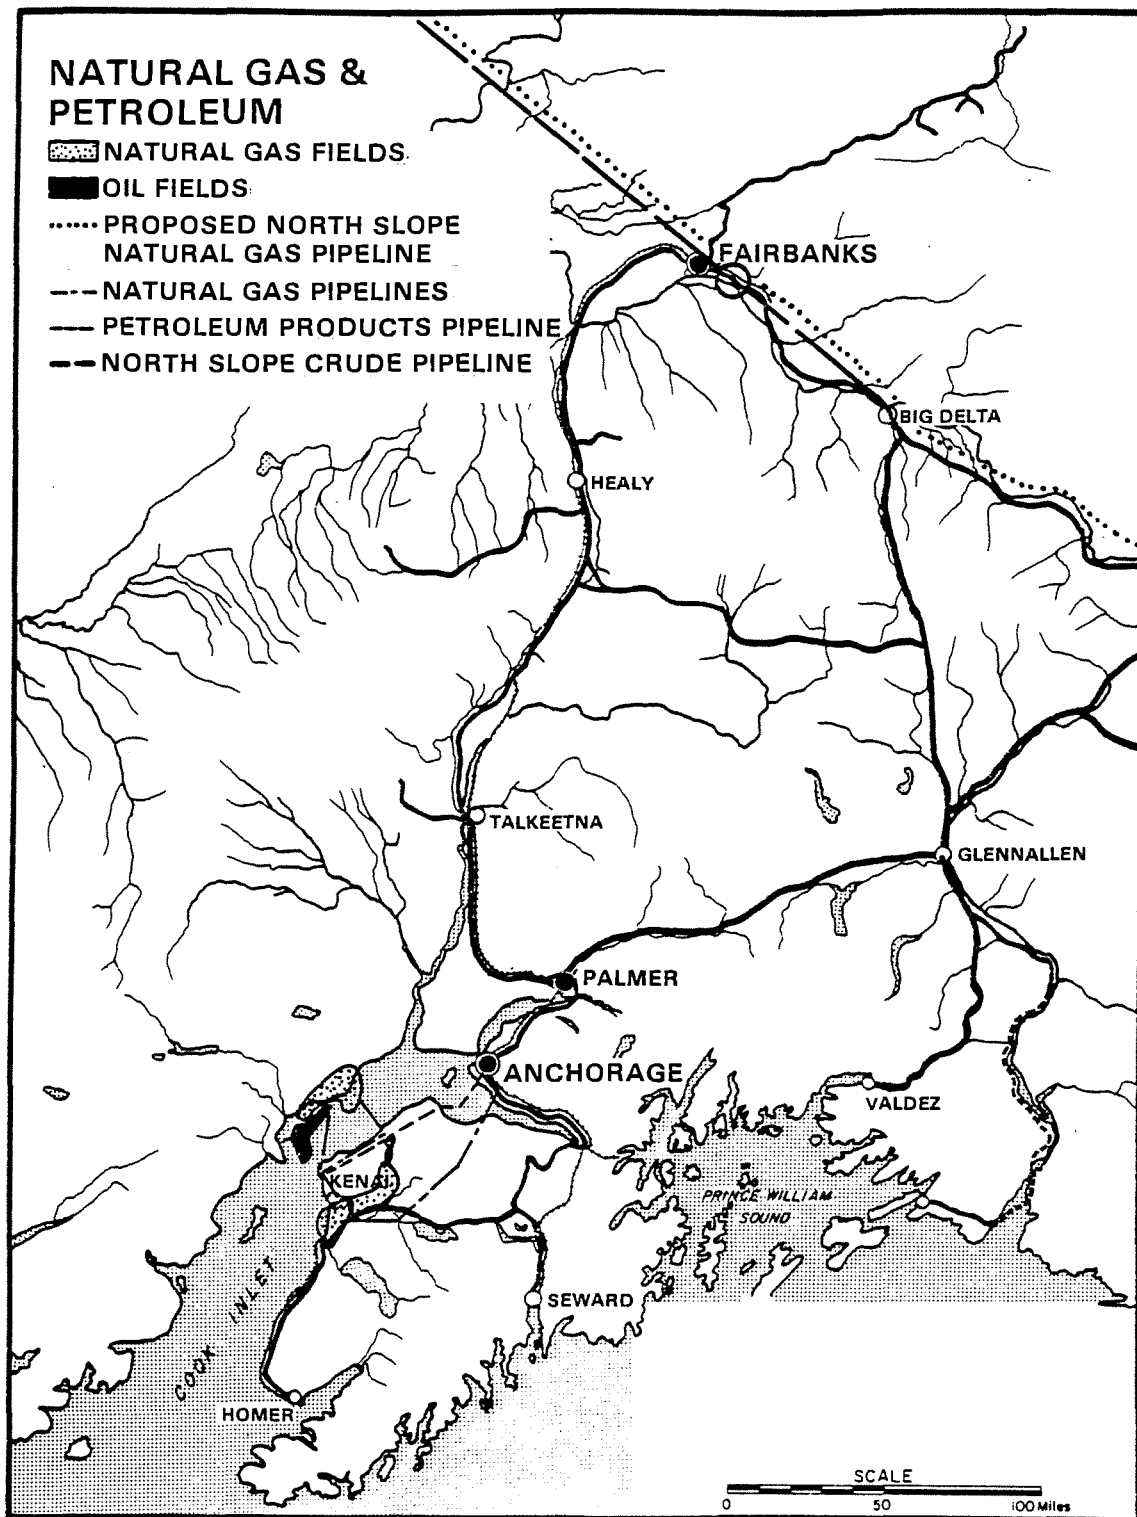 NATURAL GAS &
PETROLEUM
NATURAL GAS FIELDS
OIL FIELDS
PROPOSED NORTH SLOPE
NATURAL GAS PIPELINE
NATURAL GAS PIPELINES
PETROLEUM PRODUCTS PIPELINE
NORTH SLOPE CRUDE PIPELINE
FAIRBANKS
BIG DELTA
HEALY
TALKEETNA
GLENNALLEN
PALMER
ANCHORAGE
VALDEZ
KENAI
PRINCE WILLIAM
SOUND
COOK INLET
SEWARD
HOMER
SCALE
0 50 100 Miles